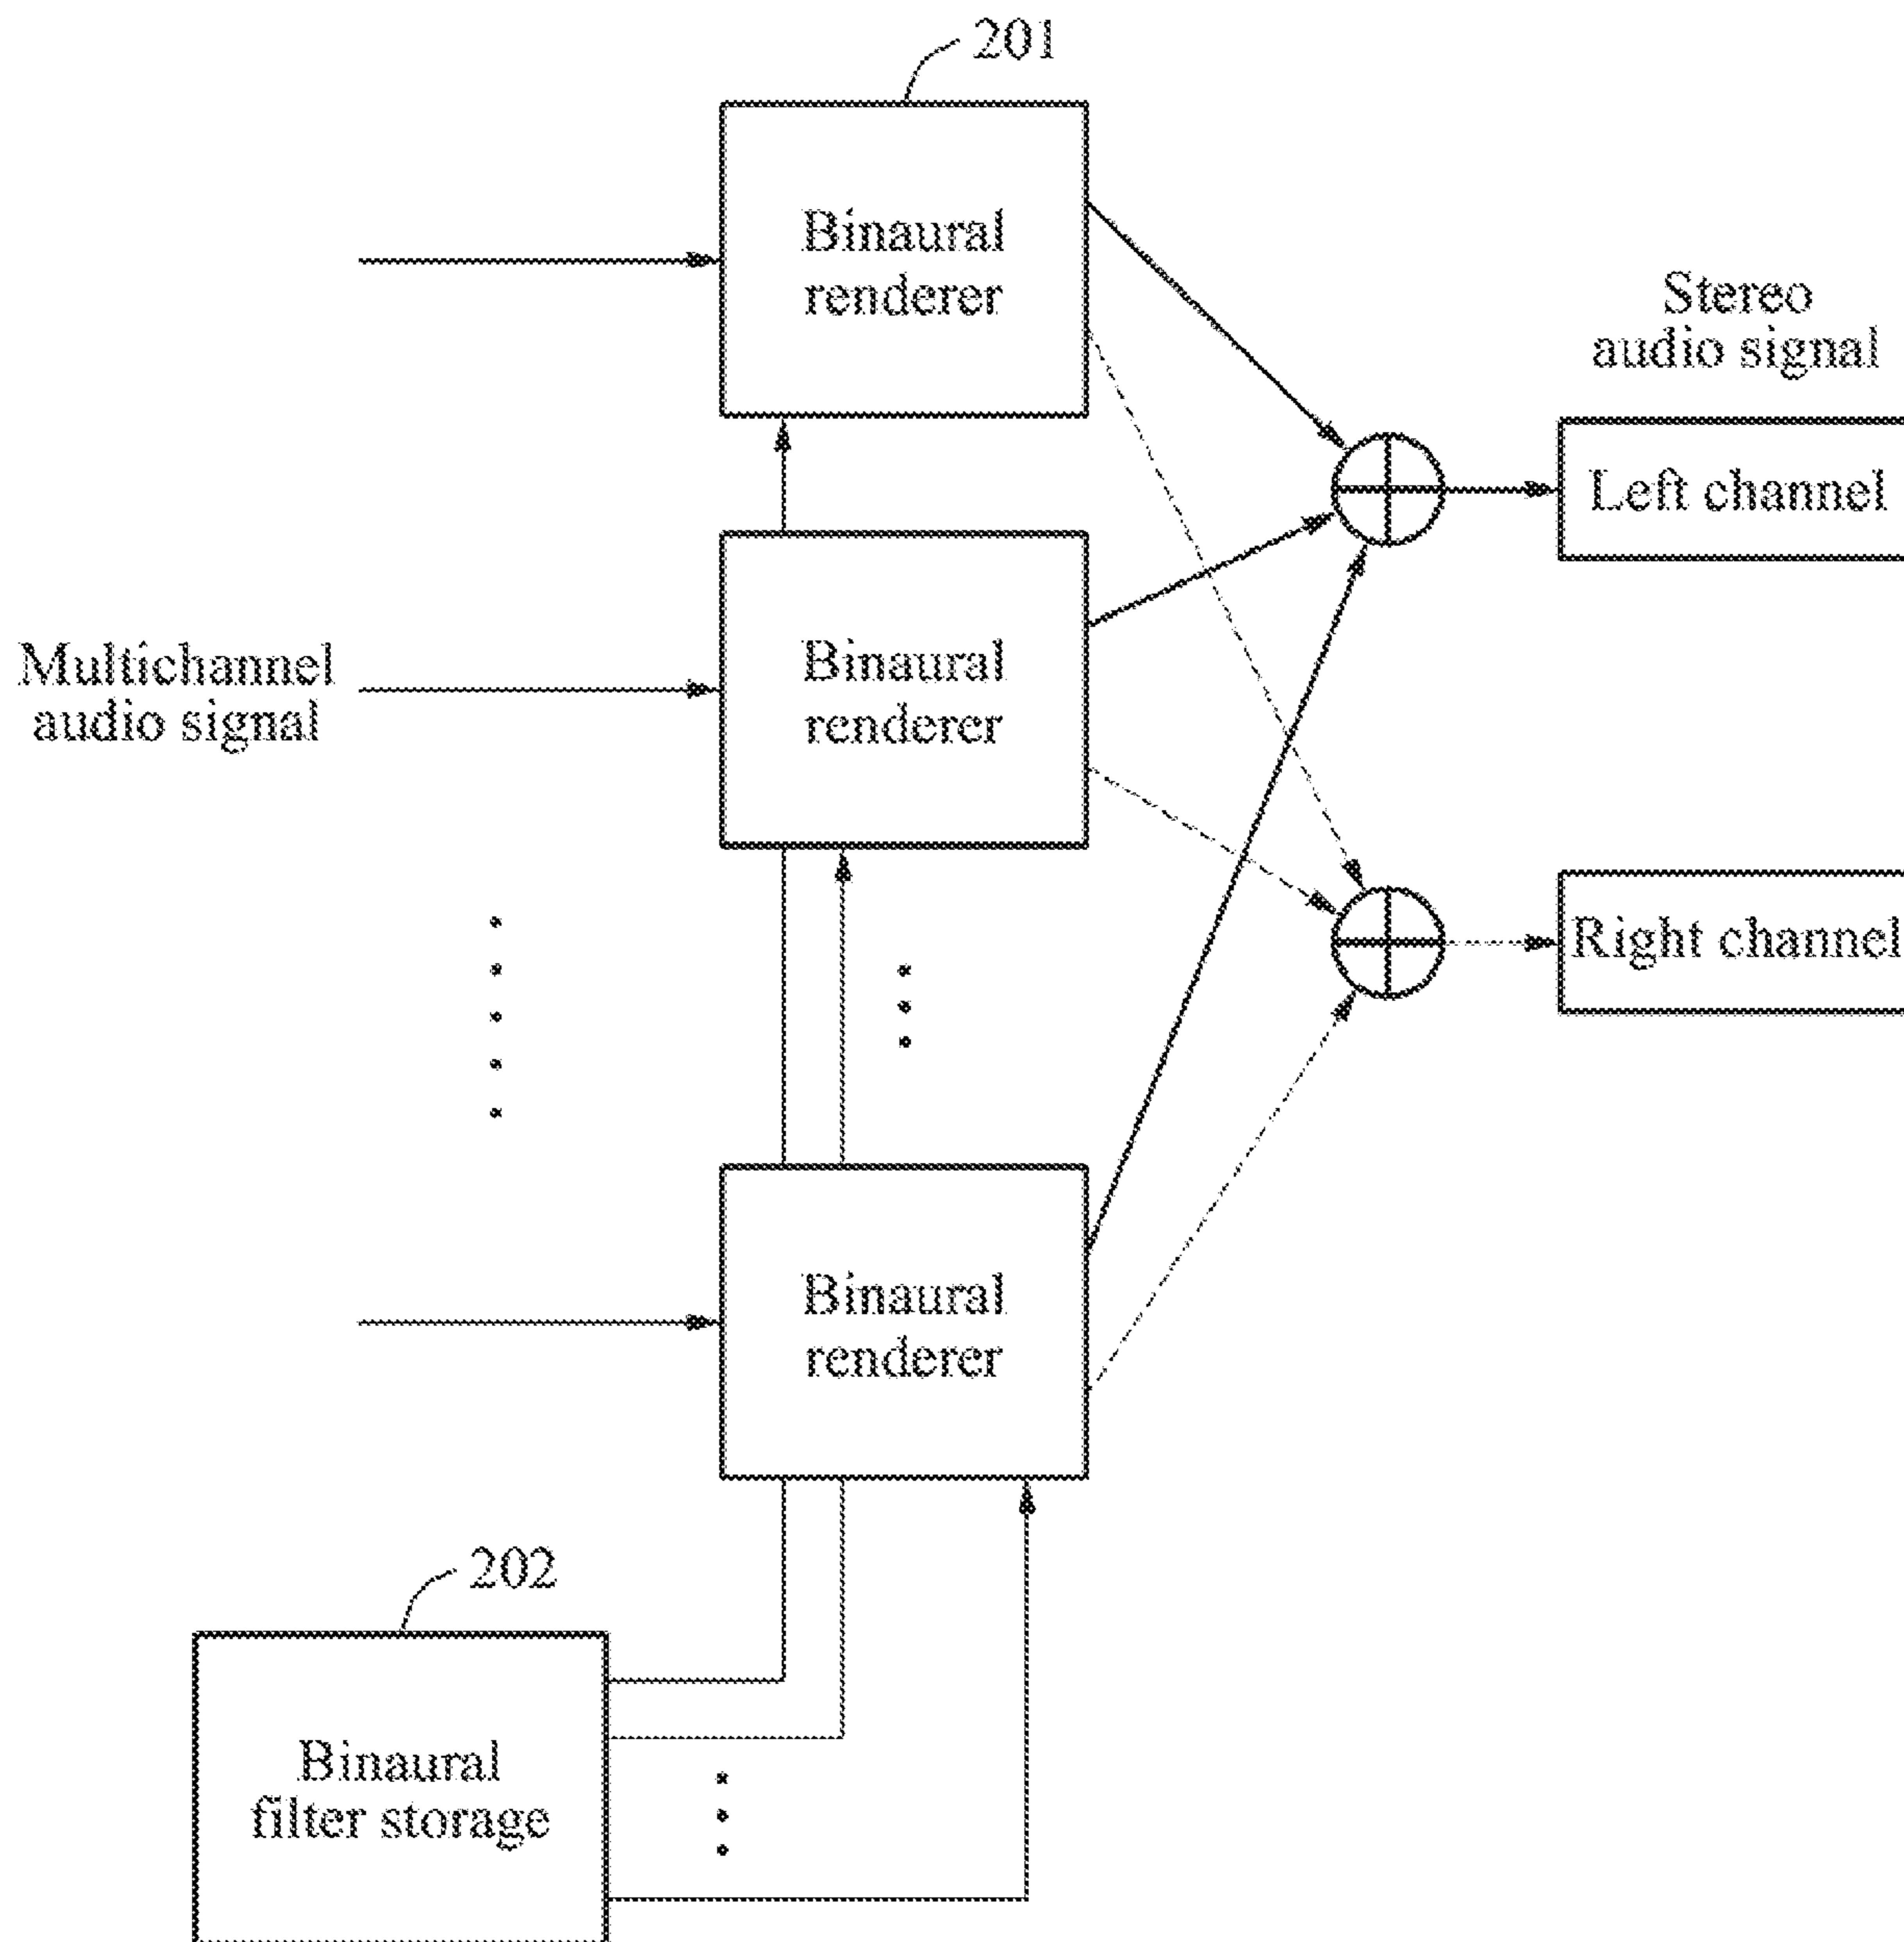 201
Binaural
renderer
Stereo
audio signal
Left channel
Multichannel
audio signal
Binaural
renderer
Right channel
Binaural
renderer
202
Binaural
filter storage